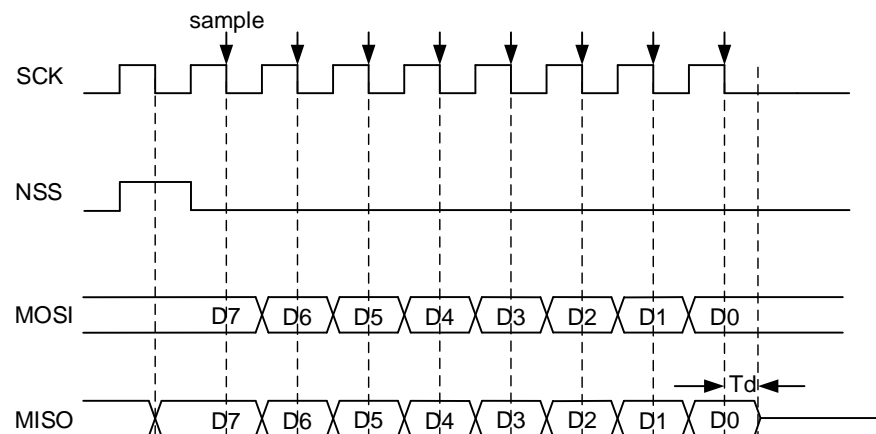 sample
SCK
NSS
MOSI D7 D6 D5 D4 D3 D2 D1 D0
Td
MISO D7 D6 D5 D4 D3 D2 D1 D0